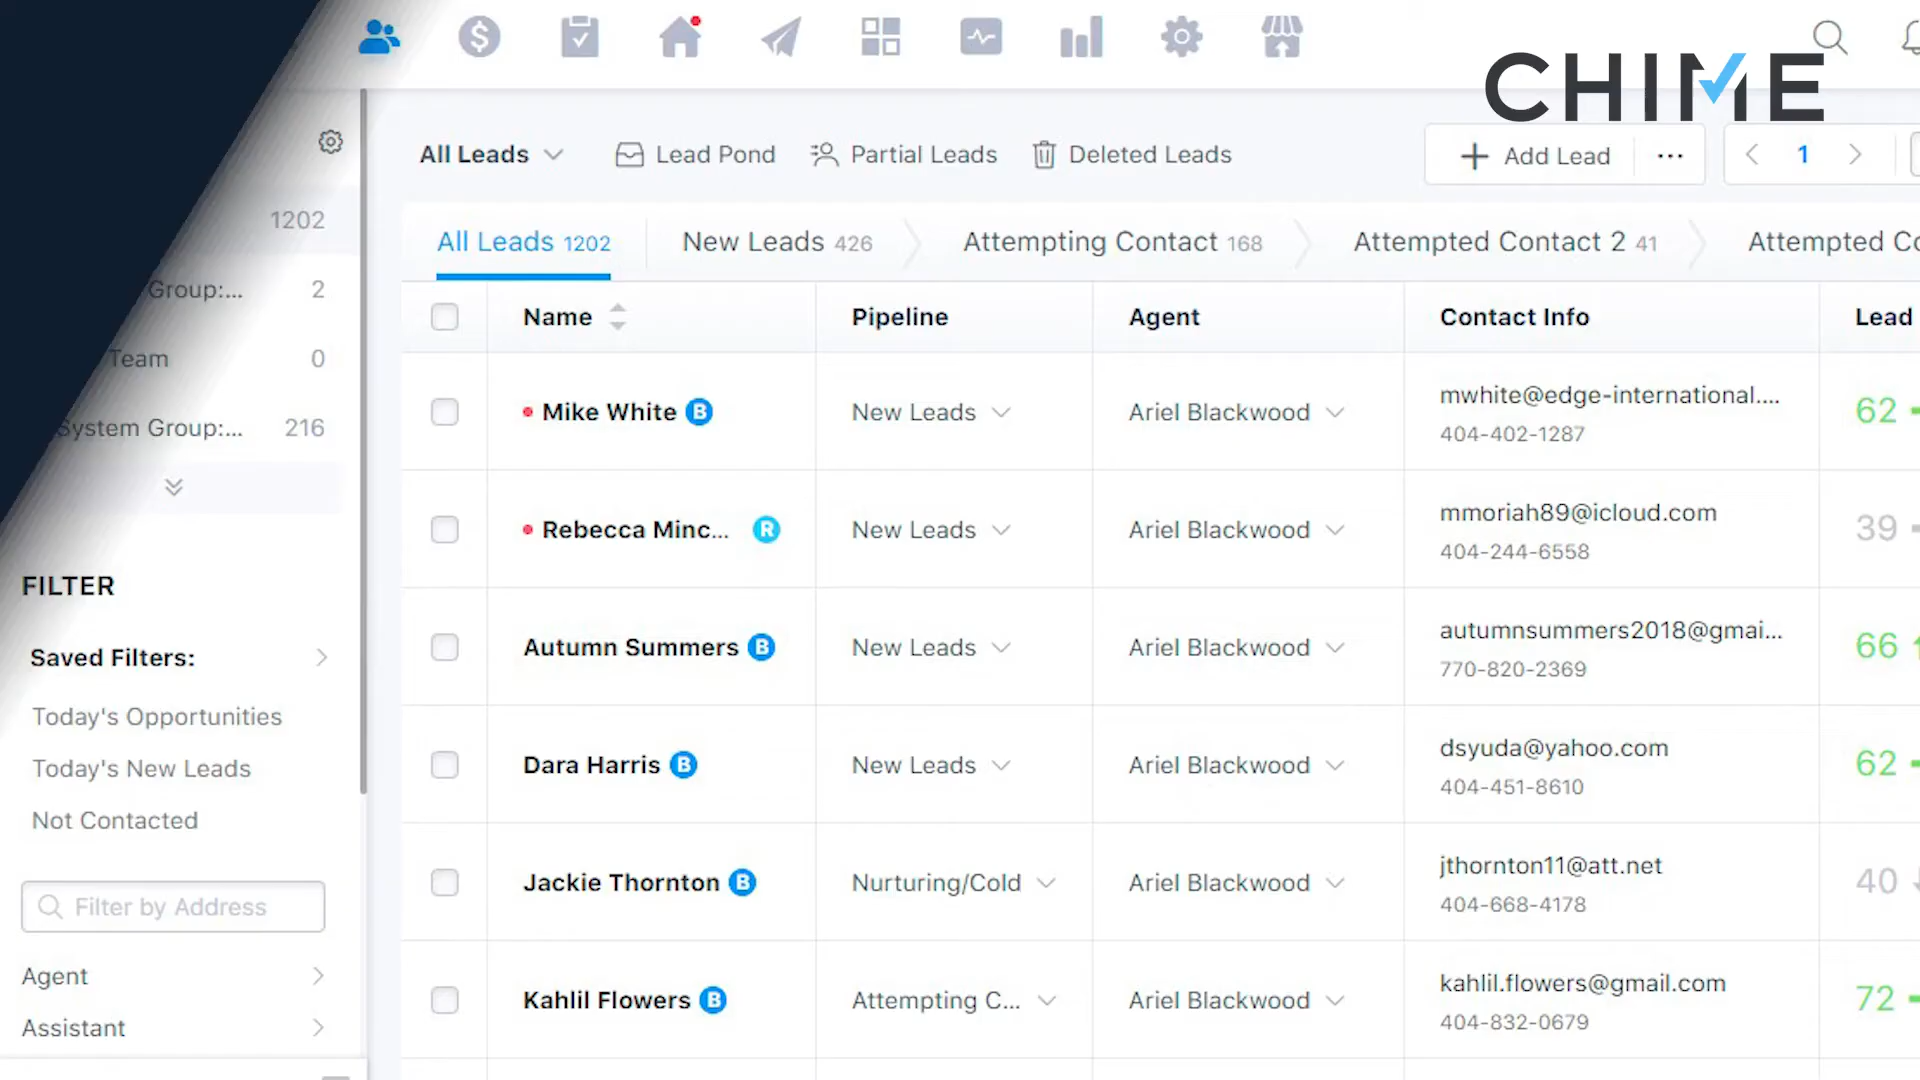 CHIME
All Leads
Lead Pond
Partial Leads
Deleted Leads
Add Lead
1
1202
Group:...
2
Team
0
System Group:...
216
FILTER
Saved Filters:
Today's Opportunities
Today's New Leads
Not Contacted
Filter by Address
Agent
Assistant
All Leads 1202
New Leads 426
Attempting Contact 168
Attempted Contact 2 41
Attempted Co
Name
Pipeline
Agent
Contact Info
Lead
Mike White B
New Leads
Ariel Blackwood
mwhite@edge-international....
404-402-1287
62
Rebecca Minc... R
New Leads
Ariel Blackwood
mmoriah89@icloud.com
404-244-6558
39
Autumn Summers B
New Leads
Ariel Blackwood
autumnsummers2018@gmai...
770-820-2369
66
Dara Harris B
New Leads
Ariel Blackwood
dsyuda@yahoo.com
404-451-8610
62
Jackie Thornton B
Nurturing/Cold
Ariel Blackwood
jthornton11@att.net
404-668-4178
40
Kahlil Flowers B
Attempting C...
Ariel Blackwood
kahlil.flowers@gmail.com
404-832-0679
72